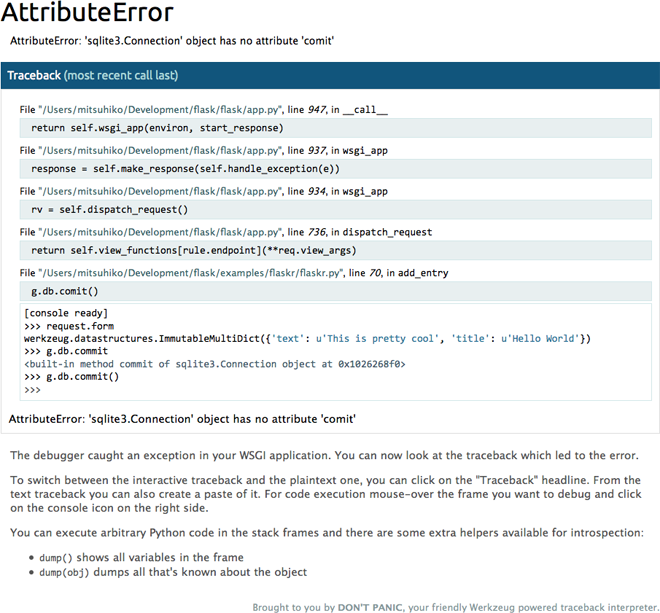 AttributeError
AttributeError: 'sqlite3.Connection' object has no attribute 'comit'
Traceback (most recent call last)
File "/Users/mitsuhiko/Development/flask/flask/app.py", line 947, in __call__
return self.wsgi_app(environ, start_response)
File "/Users/mitsuhiko/Development/flask/flask/app.py", line 937, in wsgi_app
response = self.make_response(self.handle_exception(e))
File "/Users/mitsuhiko/Development/flask/flask/app.py", line 934, in wsgi_app
rv = self.dispatch_request()
File "/Users/mitsuhiko/Development/flask/flask/app.py", line 736, in dispatch_request
return self.view_functions[rule.endpoint](**req.view_args)
File "/Users/mitsuhiko/Development/flask/examples/flaskr/flaskr.py", line 70, in add_entry
g.db.comit()
[console ready]
>>> request.form
werkzeug.datastructures.ImmutableMultiDict({'text': u'This is pretty cool', 'title': u'Hello World'})
>>> g.db.commit
<built-in method commit of sqlite3.Connection object at 0x1026268f0>
>>> g.db.commit()
>>>
AttributeError: 'sqlite3.Connection' object has no attribute 'comit'
The debugger caught an exception in your WSGI application. You can now look at the traceback which led to the error.
To switch between the interactive traceback and the plaintext one, you can click on the "Traceback" headline. From the
text traceback you can also create a paste of it. For code execution mouse-over the frame you want to debug and click
on the console icon on the right side.
You can execute arbitrary Python code in the stack frames and there are some extra helpers available for introspection:
• dump() shows all variables in the frame
• dump(obj) dumps all that's known about the object
Brought to you by DON'T PANIC, your friendly Werkzeug powered traceback interpreter.